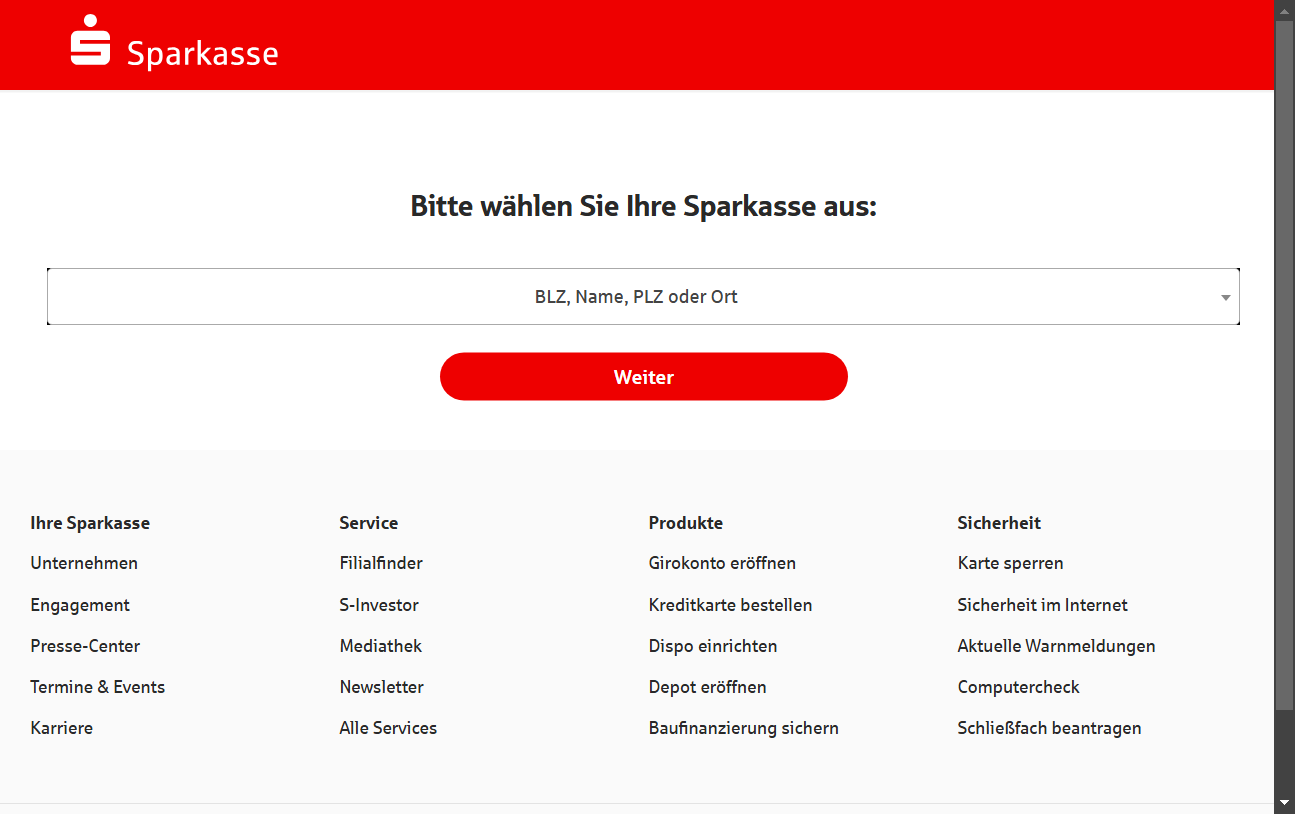 Sparkasse
Bitte wählen Sie Ihre Sparkasse aus:
BLZ, Name, PLZ oder Ort
Weiter
Ihre Sparkasse
Unternehmen
Engagement
Presse-Center
Termine & Events
Karriere
Service
Filialfinder
S-Investor
Mediathek
Newsletter
Alle Services
Produkte
Girokonto eröffnen
Kreditkarte bestellen
Dispo einrichten
Depot eröffnen
Baufinanzierung sichern
Sicherheit
Karte sperren
Sicherheit im Internet
Aktuelle Warnmeldungen
Computercheck
Schließfach beantragen